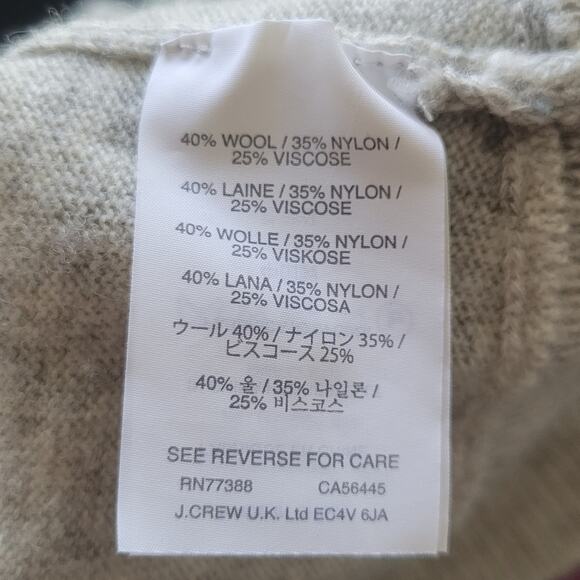 40% WOOL / 35% NYLON /
25% VISCOSE
40% LAINE / 35% NYLON /
25% VISCOSE
40% WOLLE / 35% NYLON /
25% VISKOSE
40% LANA / 35% NYLON /
25% VISCOSA
ウール 40% / ナイロン 35% /
ビスコース 25%
40% 울 / 35% 나일론 /
25% 비스코스
SEE REVERSE FOR CARE
RN77388 CA56445
J.CREW U.K. Ltd EC4V 6JA